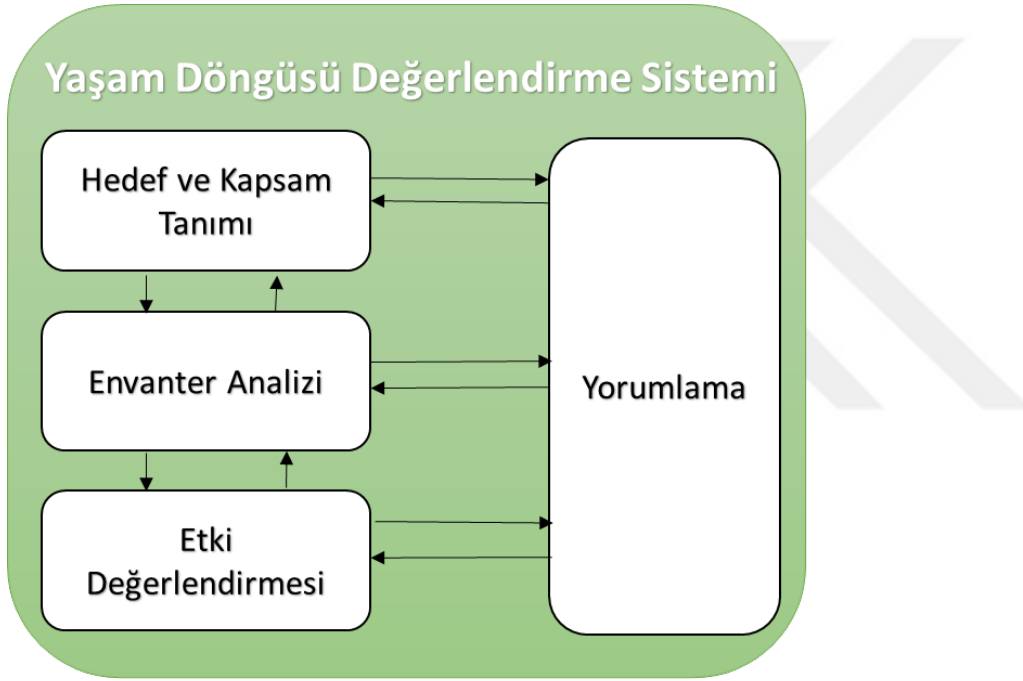 Yaşam Döngüsü Değerlendirme Sistemi
Hedef ve Kapsam
Tanımı
Envanter Analizi
Etki
Değerlendirmesi
Yorumlama